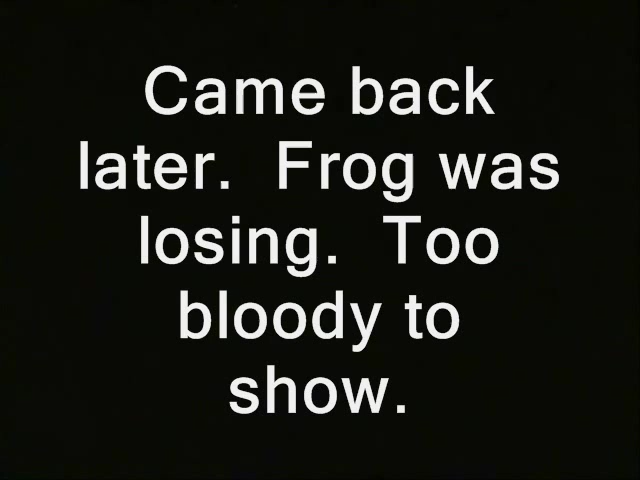 Came back
later.  Frog was
losing.  Too
bloody to
show.